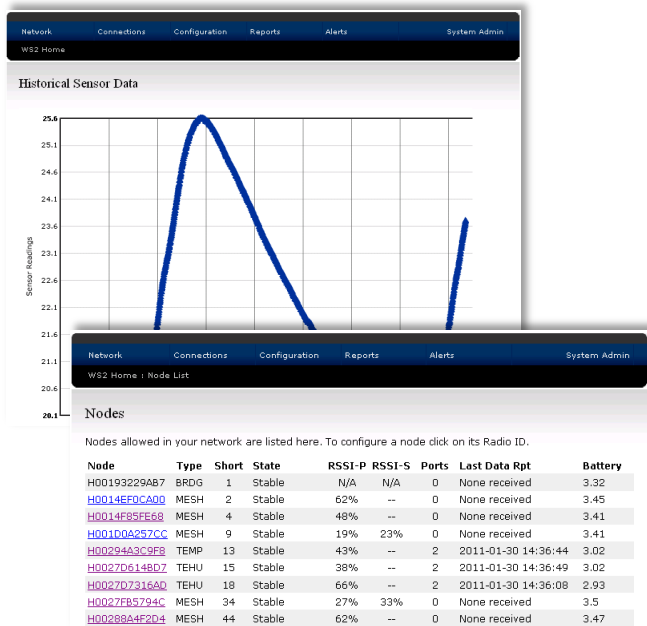 Network Connections Configuration Reports Alerts System Admin
WS2 Home
Historical Sensor Data
25.6
25.1
24.6
24.1
23.6
23.1
22.6
22.1
21.6
21.1
20.6
20.1
Sensor Readings
Network Connections Configuration Reports Alerts System Admin
WS2 Home : Node List
Nodes
Nodes allowed in your network are listed here. To configure a node click on its Radio ID.
Node Type Short State RSSI-P RSSI-S Ports Last Data Rpt Battery
H00193229AB7 BRDG 1 Stable N/A N/A 0 None received 3.32
H0014EF0CA00 MESH 2 Stable 62% -- 0 None received 3.45
H0014F85FE68 MESH 4 Stable 48% -- 0 None received 3.41
H001D0A257CC MESH 9 Stable 19% 23% 0 None received 3.41
H00294A3C9F8 TEMP 13 Stable 43% -- 2 2011-01-30 14:36:44 3.02
H0027D614BD7 TEHU 15 Stable 38% -- 2 2011-01-30 14:36:49 3.02
H0027D7316AD TEHU 18 Stable 66% -- 2 2011-01-30 14:36:08 2.93
H0027FB5794C MESH 34 Stable 27% 33% 0 None received 3.5
H00288A4F2D4 MESH 44 Stable 62% -- 0 None received 3.47